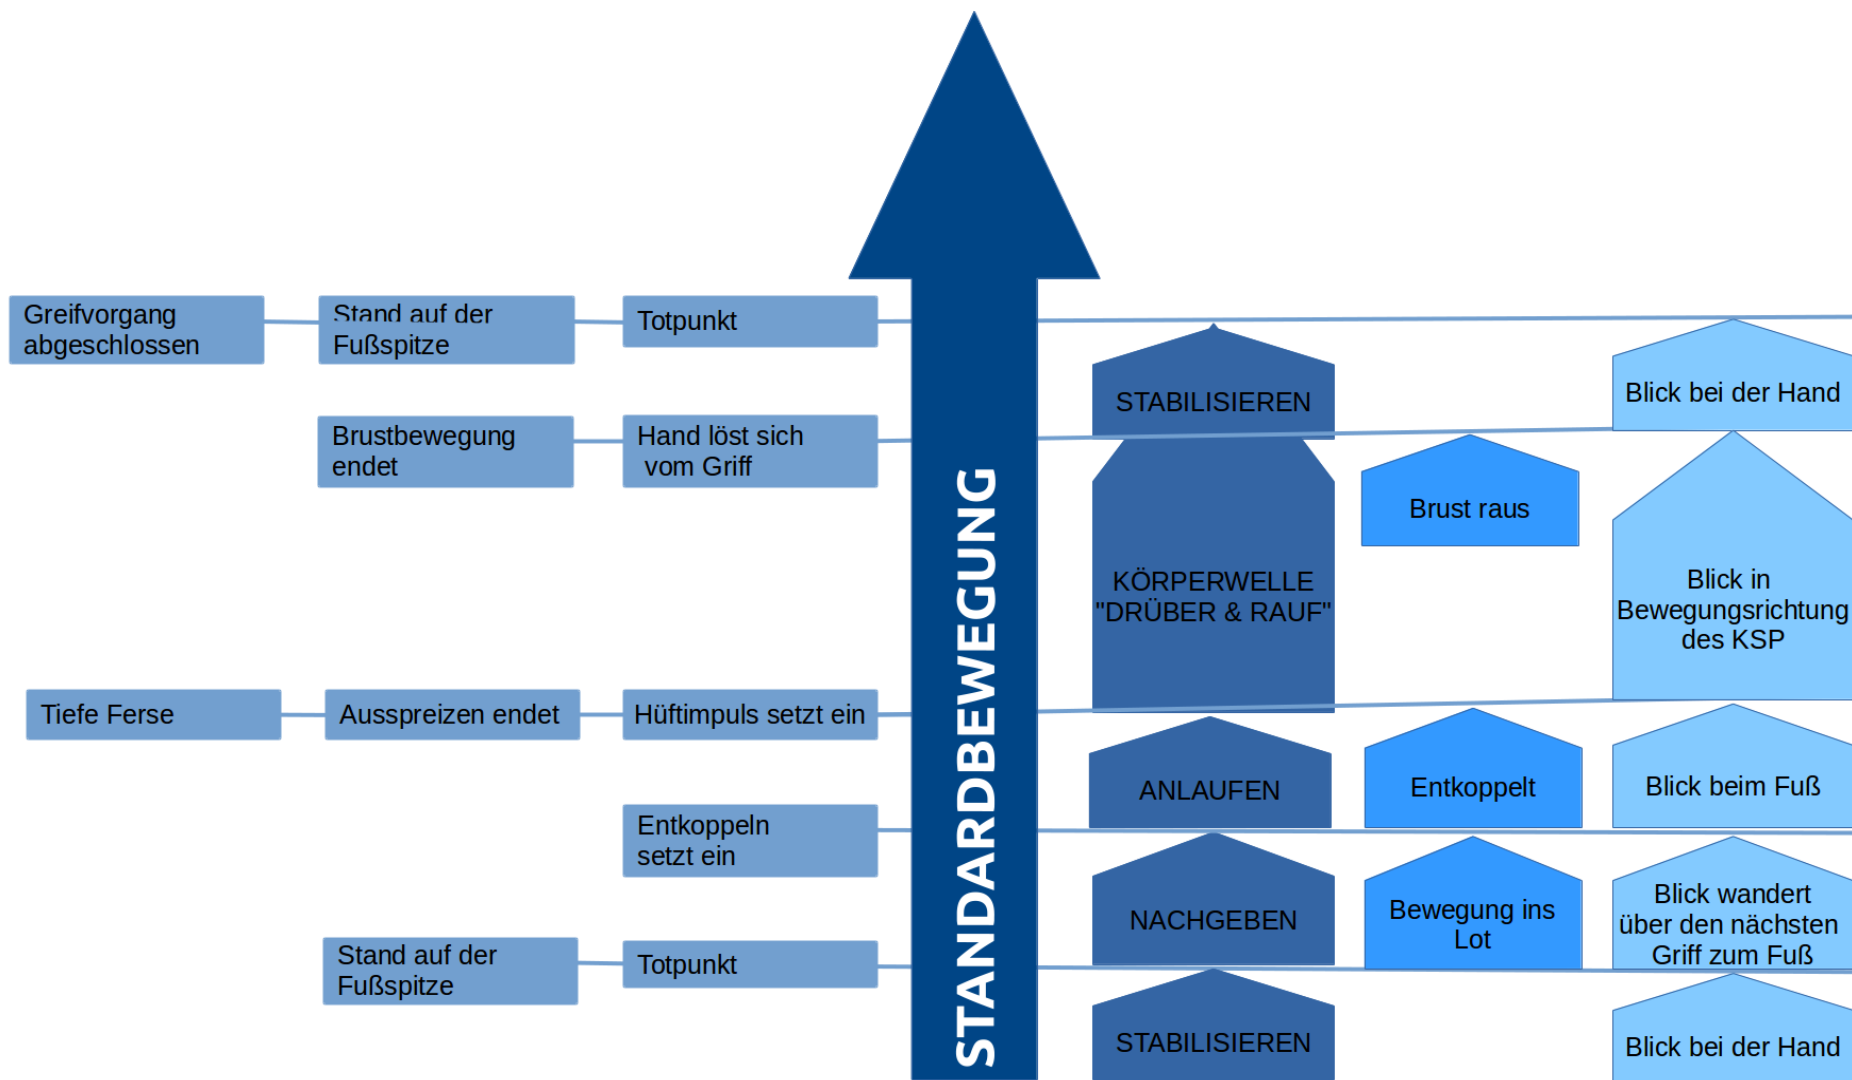 Greifvorgang
abgeschlossen
Stand auf der
Fußspitze
Totpunkt
STABILISIEREN
Blick bei der Hand
Brustbewegung
endet
Hand löst sich
vom Griff
Brust raus
KÖRPERWELLE
"DRÜBER & RAUF"
Blick in
Bewegungsrichtung
des KSP
STANDARDBEWEGUNG
Tiefe Ferse
Ausspreizen endet
Hüftimpuls setzt ein
ANLAUFEN
Entkoppelt
Blick beim Fuß
Entkoppeln
setzt ein
NACHGEBEN
Bewegung ins
Lot
Blick wandert
über den nächsten
Griff zum Fuß
Stand auf der
Fußspitze
Totpunkt
STABILISIEREN
Blick bei der Hand